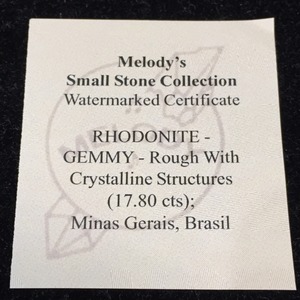 Melody's
Small Stone Collection
Watermarked Certificate
RHODONITE -
GEMMY - Rough With
Crystalline Structures
(17.80 cts);
Minas Gerais, Brasil